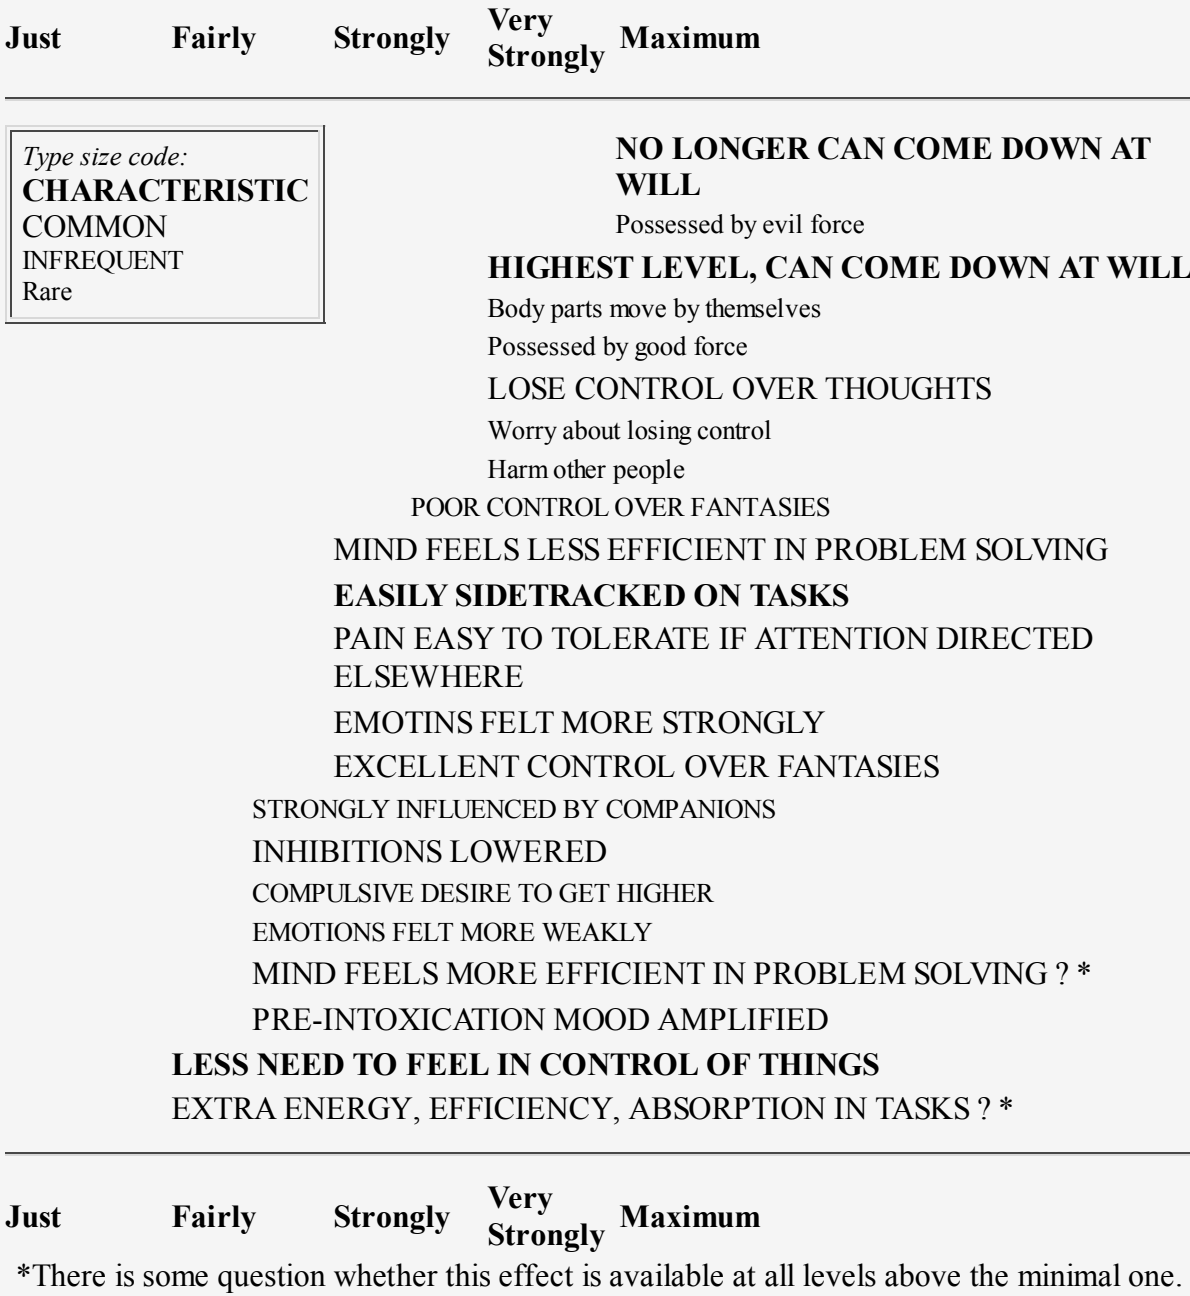 Just Fairly Strongly Very Strongly Maximum
Type size code:
CHARACTERISTIC
COMMON
INFREQUENT
Rare
NO LONGER CAN COME DOWN AT
WILL
Possessed by evil force
HIGHEST LEVEL, CAN COME DOWN AT WILL
Body parts move by themselves
Possessed by good force
LOSE CONTROL OVER THOUGHTS
Worry about losing control
Harm other people
POOR CONTROL OVER FANTASIES
MIND FEELS LESS EFFICIENT IN PROBLEM SOLVING
EASILY SIDETRACKED ON TASKS
PAIN EASY TO TOLERATE IF ATTENTION DIRECTED
ELSEWHERE
EMOTINS FELT MORE STRONGLY
EXCELLENT CONTROL OVER FANTASIES
STRONGLY INFLUENCED BY COMPANIONS
INHIBITIONS LOWERED
COMPULSIVE DESIRE TO GET HIGHER
EMOTIONS FELT MORE WEAKLY
MIND FEELS MORE EFFICIENT IN PROBLEM SOLVING ? *
PRE-INTOXICATION MOOD AMPLIFIED
LESS NEED TO FEEL IN CONTROL OF THINGS
EXTRA ENERGY, EFFICIENCY, ABSORPTION IN TASKS ? *
Just Fairly Strongly Very Strongly Maximum
*There is some question whether this effect is available at all levels above the minimal one.